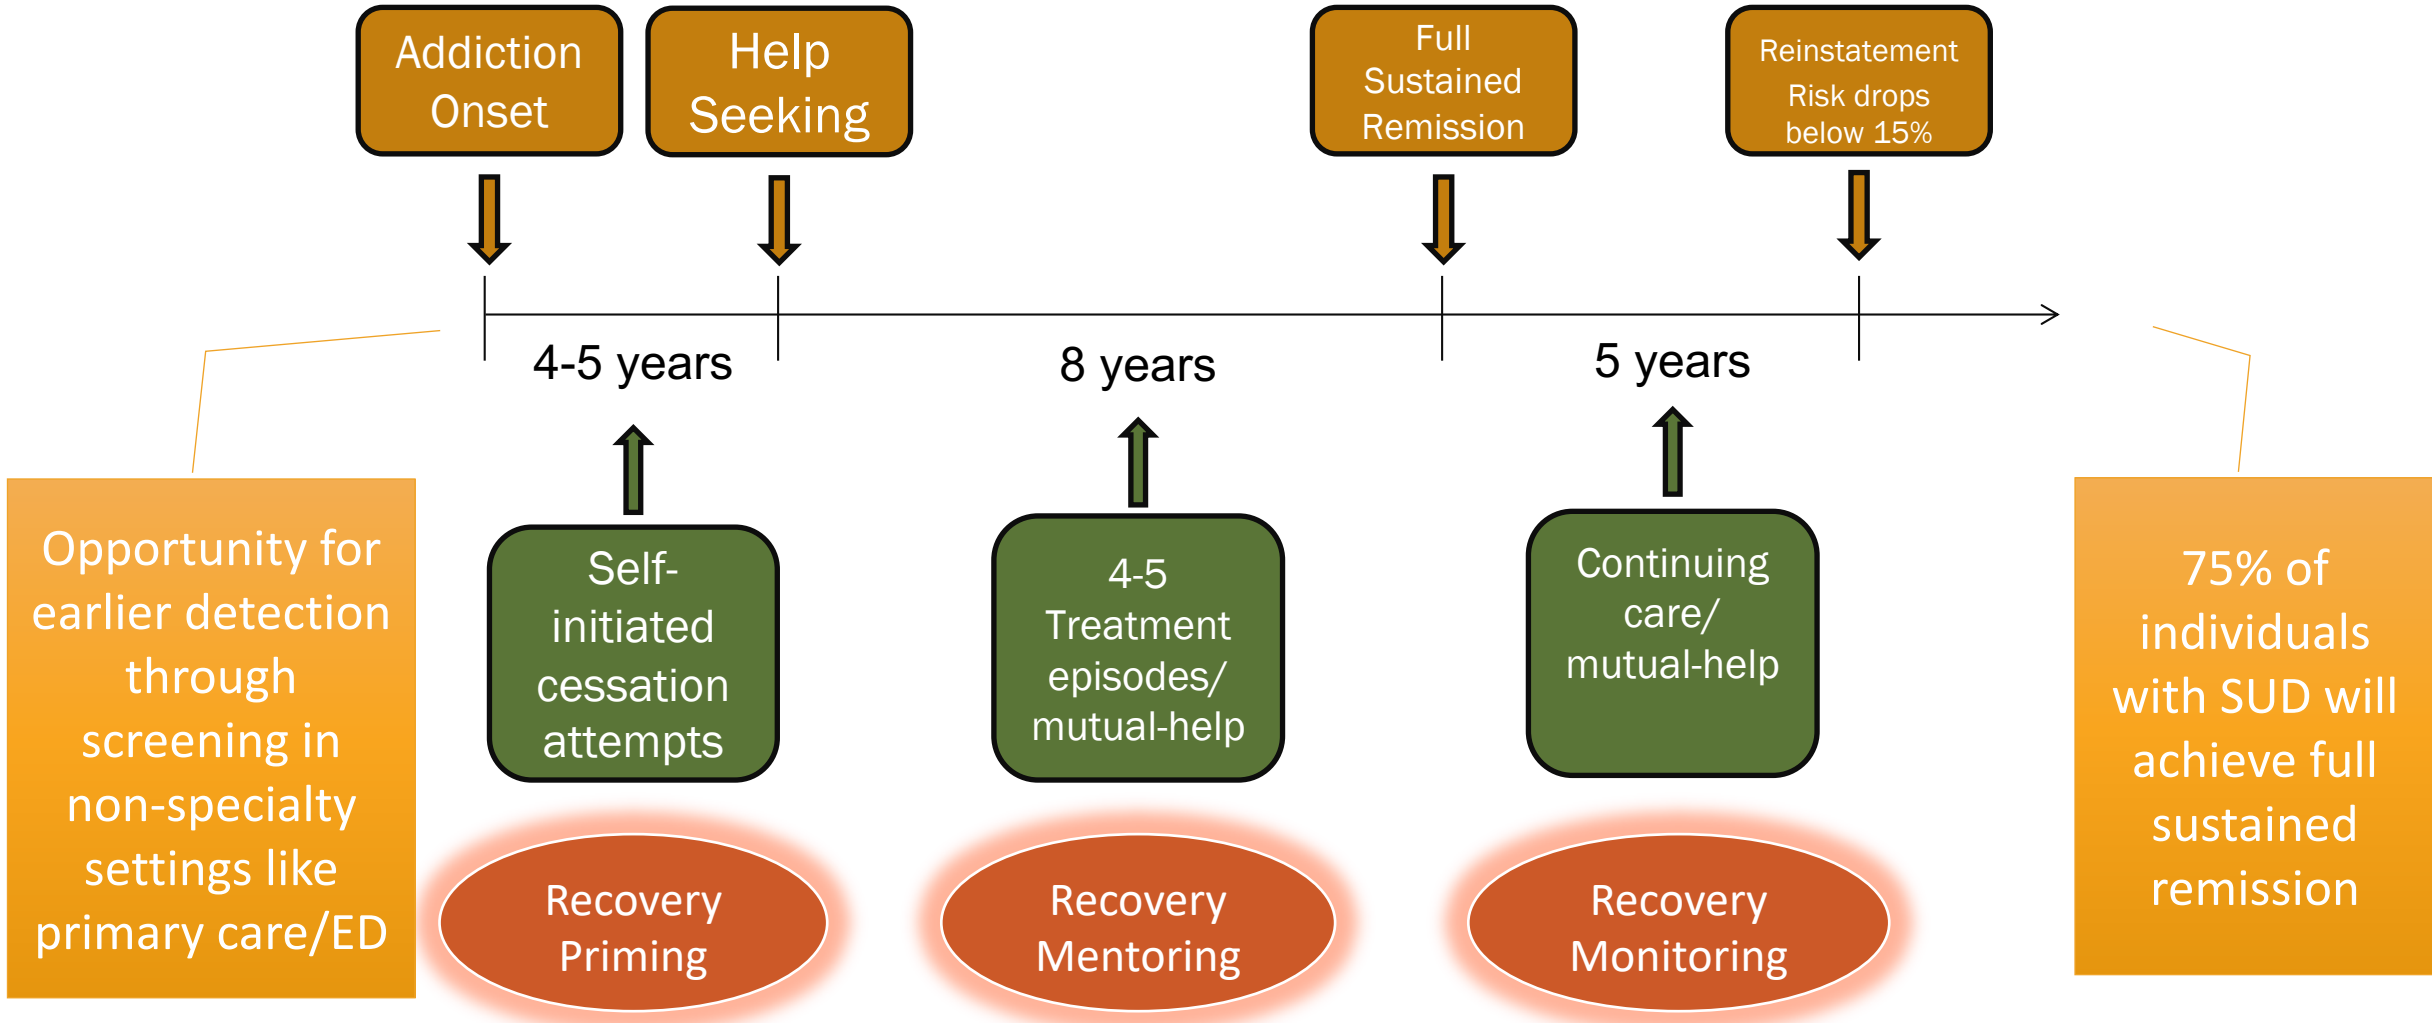 Addiction
Onset
Help
Seeking
Full
Sustained
Remission
Reinstatement
Risk drops
below 15%
4-5 years
8 years
5 years
Opportunity for
earlier detection
through
screening in
non-specialty
settings like
primary care/ED
Self-
initiated
cessation
attempts
4-5
Treatment
episodes/
mutual-help
Continuing
care/
mutual-help
75% of
individuals
with SUD will
achieve full
sustained
remission
Recovery
Priming
Recovery
Mentoring
Recovery
Monitoring